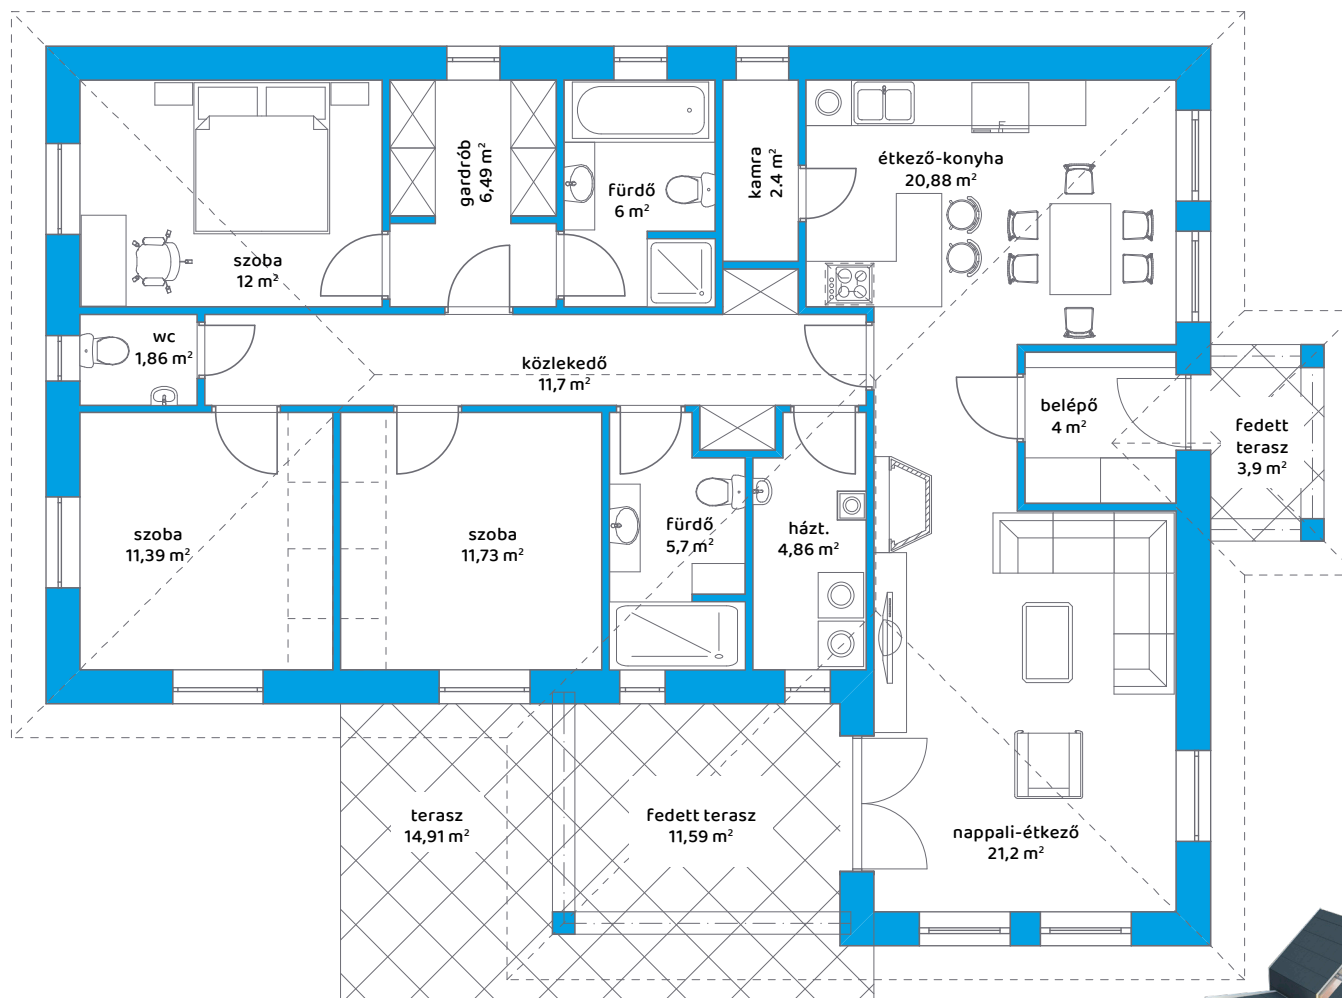 gardrób
6,49 m²
fürdő
6 m²
kamra
2.4 m²
étkező-konyha
20,88 m²
szoba
12 m²
wc
1,86 m²
közlekedő
11,7 m²
belépő
4 m²
fedett
terasz
3,9 m²
szoba
11,39 m²
szoba
11,73 m²
fürdő
5,7 m²
házt.
4,86 m²
terasz
14,91 m²
fedett terasz
11,59 m²
nappali-étkező
21,2 m²